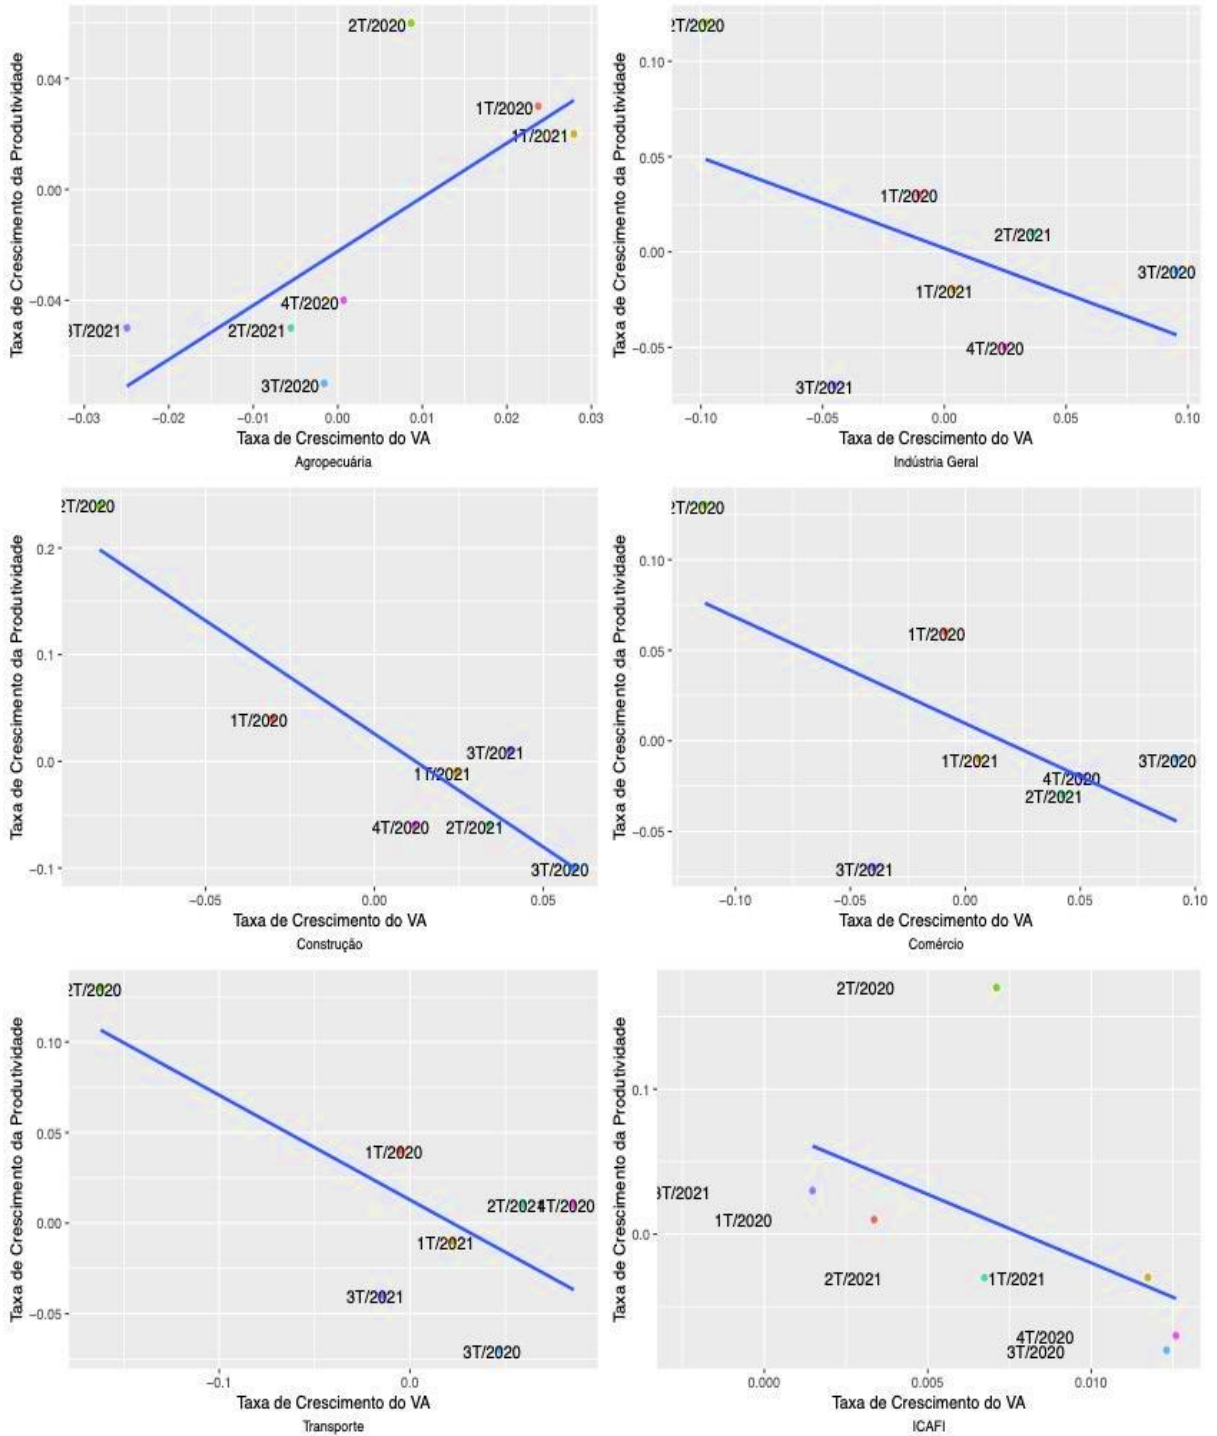 Taxa de Crescimento da Produtividade
0.04
0.00
−0.04
2T/2020
1T/2020
1T/2021
4T/2020
3T/2021
2T/2021
3T/2020
−0.03 −0.02 −0.01 0.00 0.01 0.02 0.03
Taxa de Crescimento do VA
Agropecuária
Taxa de Crescimento da Produtividade
0.10
0.05
0.00
−0.05
2T/2020
1T/2020
2T/2021
3T/2020
1T/2021
4T/2020
3T/2021
−0.10 −0.05 0.00 0.05 0.10
Taxa de Crescimento do VA
Indústria Geral
Taxa de Crescimento da Produtividade
0.2
0.1
0.0
−0.1
2T/2020
1T/2020
3T/2021
1T/2021
4T/2020 2T/2021
3T/2020
−0.05 0.00 0.05
Taxa de Crescimento do VA
Construção
Taxa de Crescimento da Produtividade
0.10
0.05
0.00
−0.05
2T/2020
1T/2020
1T/2021
3T/2020
4T/2020
2T/2021
3T/2021
−0.10 −0.05 0.00 0.05 0.10
Taxa de Crescimento do VA
Comércio
Taxa de Crescimento da Produtividade
0.10
0.05
0.00
−0.05
2T/2020
1T/2020
2T/2021 4T/2020
1T/2021
3T/2021
3T/2020
−0.1 0.0
Taxa de Crescimento do VA
Transporte
Taxa de Crescimento da Produtividade
0.1
0.0
2T/2020
3T/2021
1T/2020
2T/2021 1T/2021
4T/2020
3T/2020
0.000 0.005 0.010
Taxa de Crescimento do VA
ICAFI